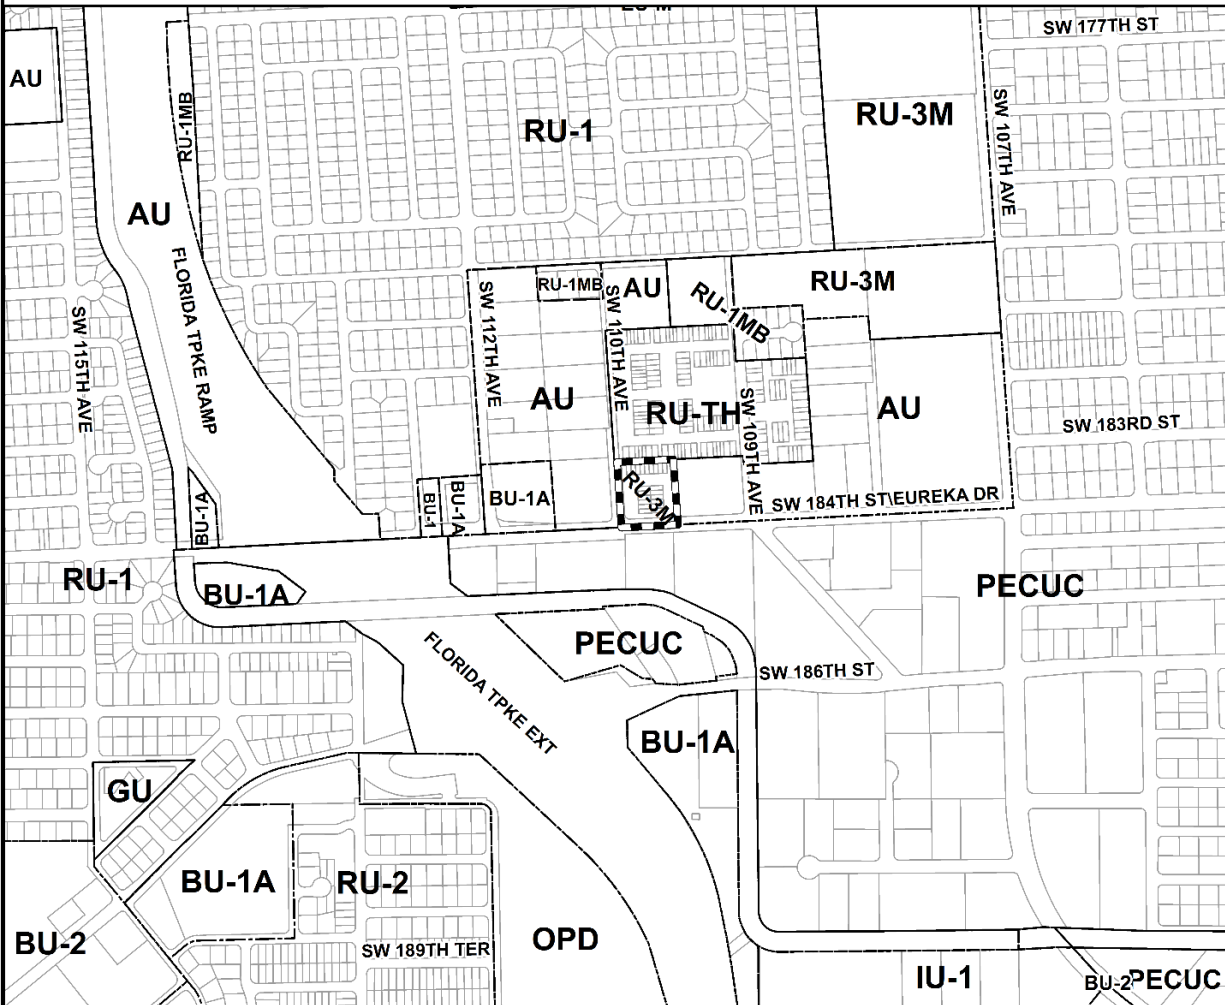 SW 177TH ST
AU
RU-1MB
RU-1
RU-3M
SW 107TH AVE
AU
FLORIDA TPKE RAMP
RU-1MB
AU
RU-1MB
RU-3M
SW 115TH AVE
SW 112TH AVE
SW 110TH AVE
AU
RU-TH
SW 109TH AVE
AU
SW 183RD ST
BU-1A
BU-1
BU-1A
BU-1A
RU-3M
SW 184TH ST\EUREKA DR
RU-1
BU-1A
PECUC
FLORIDA TPKE EXT
PECUC
SW 186TH ST
BU-1A
GU
BU-1A
RU-2
BU-2
SW 189TH TER
OPD
IU-1
BU-2
PECUC